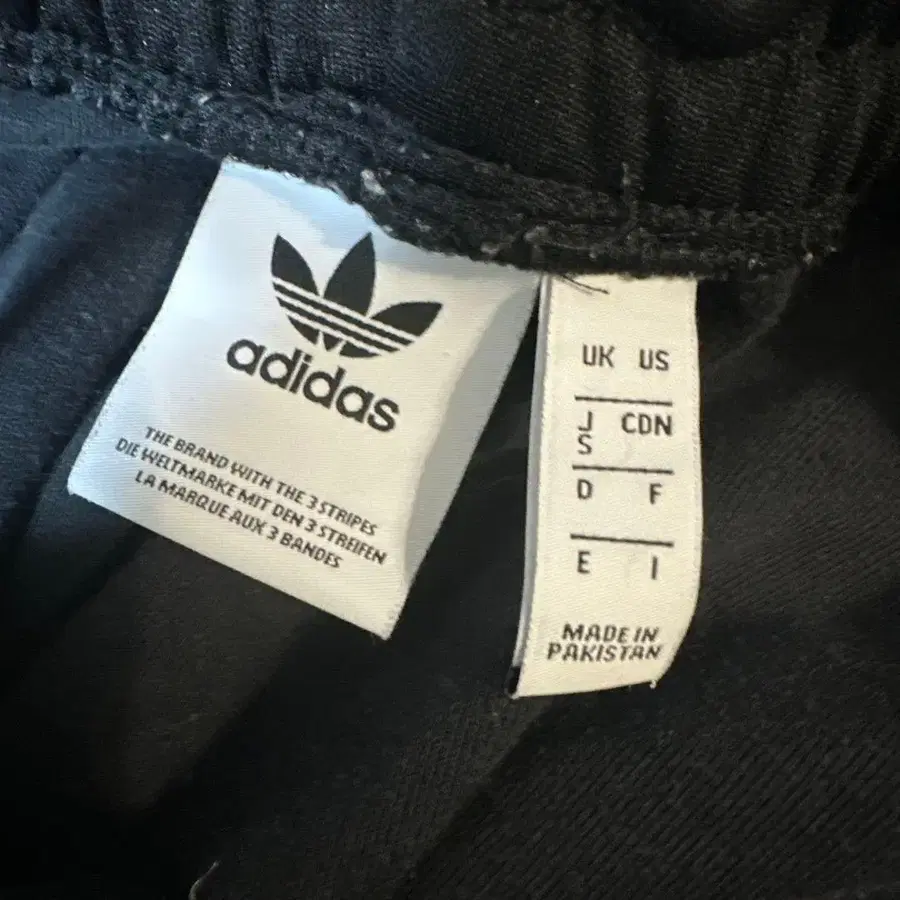 adidas
THE BRAND WITH THE 3 STRIPES
DIE WELTMARKE MIT DEN 3 STREIFEN
LA MARQUE AUX 3 BANDES
UK US
J CDN
S
D F
E I
MADE IN
PAKISTAN